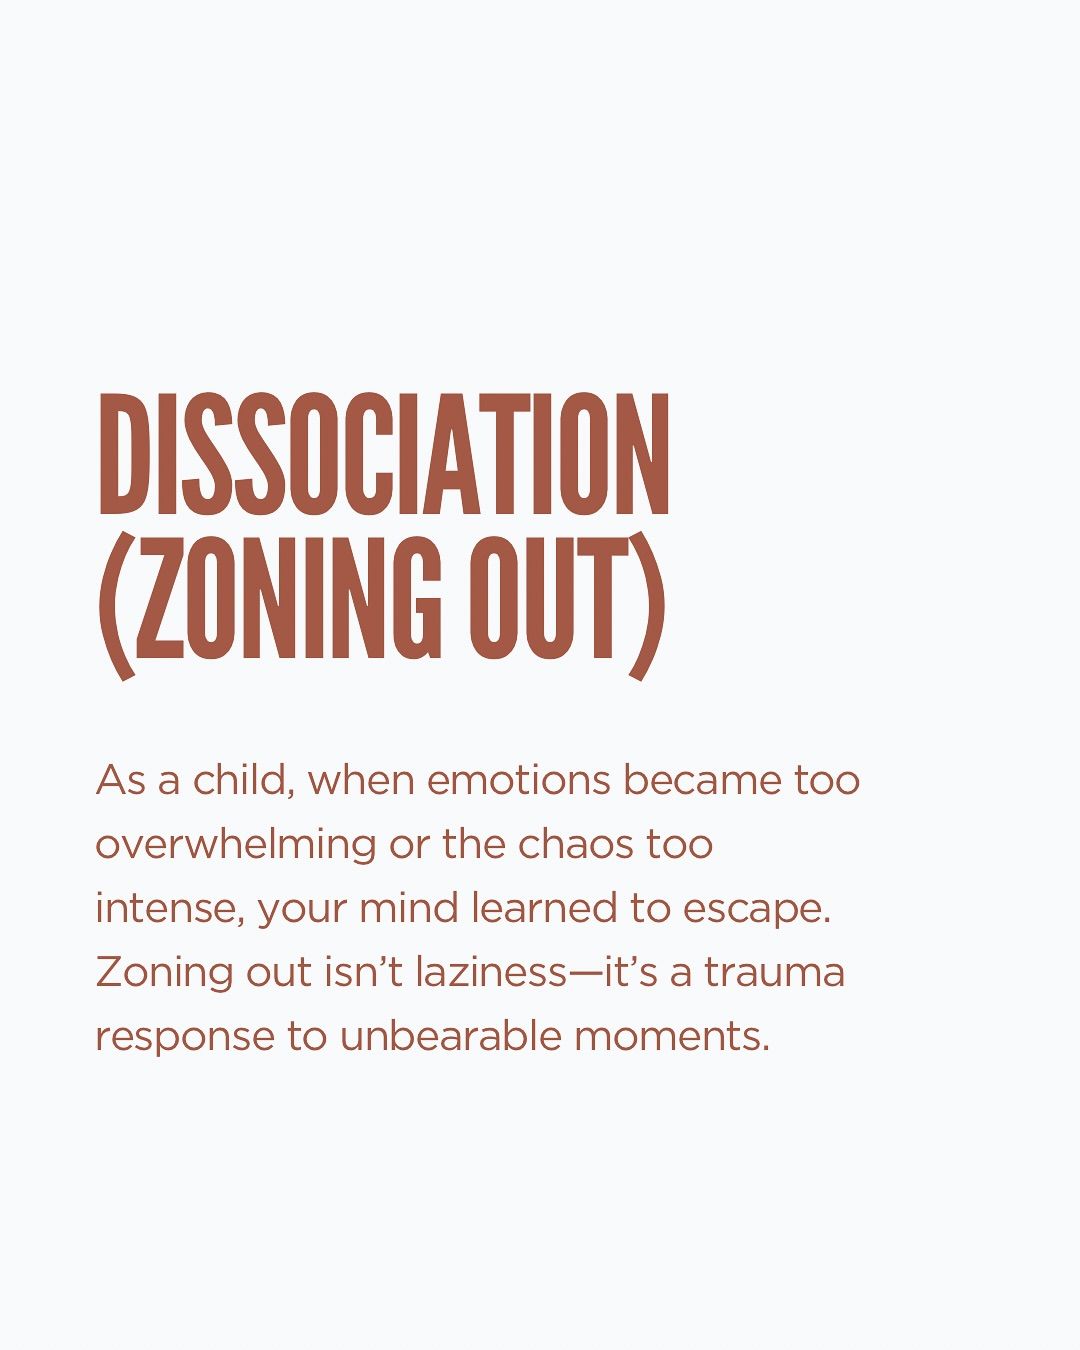 DISSOCIATION
(ZONING OUT)
As a child, when emotions became too
overwhelming or the chaos too
intense, your mind learned to escape.
Zoning out isn’t laziness—it’s a trauma
response to unbearable moments.